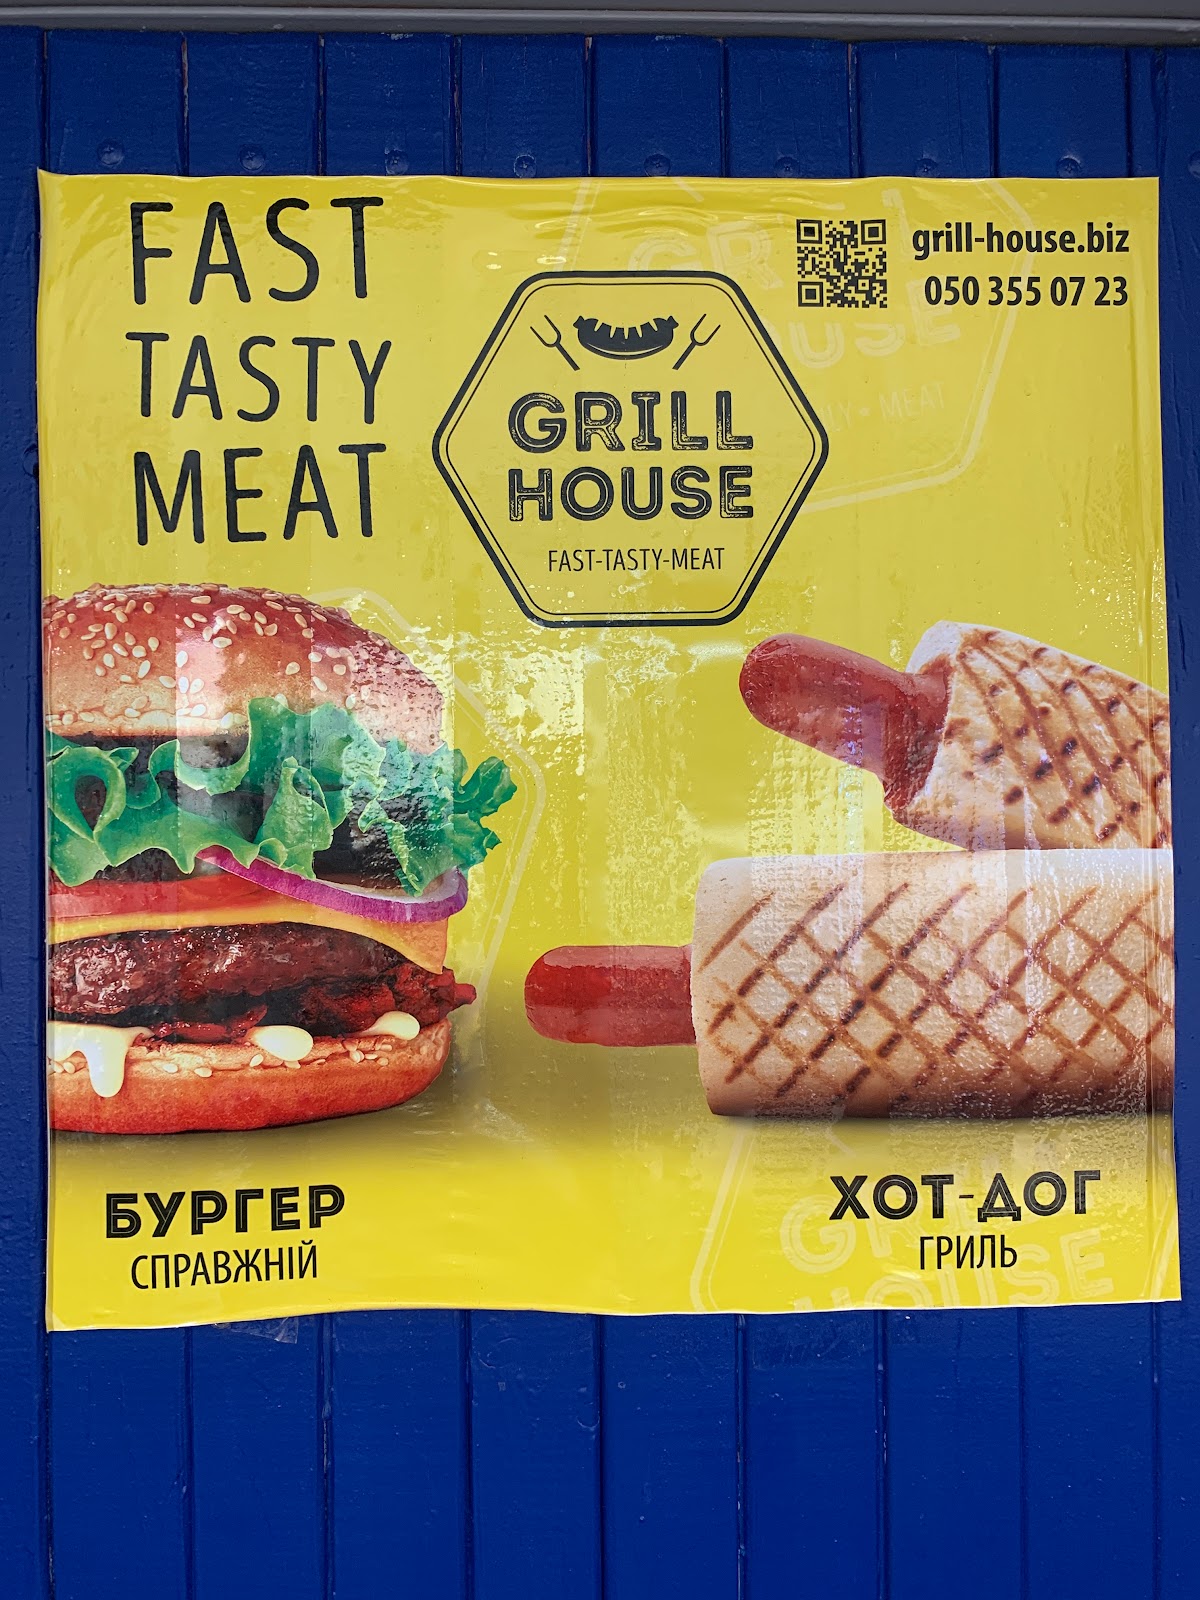 FAST
TASTY
MEAT
GRILL
HOUSE
FAST-TASTY-MEAT
grill-house.biz
050 355 07 23
БУРГЕР
СПРАВЖНІЙ
ХОТ-ДОГ
ГРИЛЬ